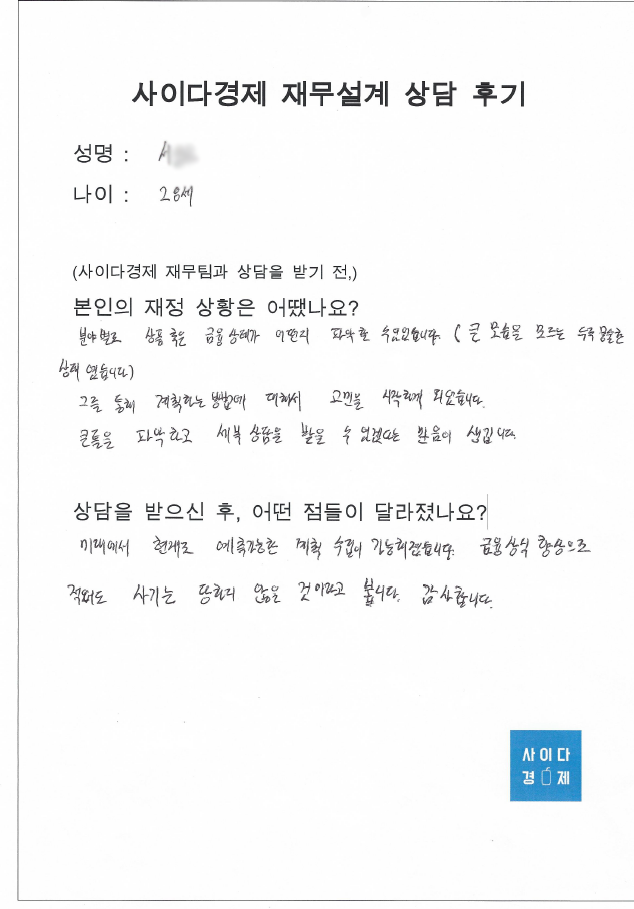 사이다경제 재무설계 상담 후기
성명 : 서
나이 : 28세
(사이다경제 재무팀과 상담을 받기 전,)
본인의 재정 상황은 어땠나요?
분야별로 상품 혹은 금융상태가 어떤지 파악할 수 없었습니다. ( 큰 모습을 모르는 두루뭉술한
상태 였습니다)
그를 통해 계획하는 방법에 대해서 고민을 시작하게 되었습니다.
큰틀을 파악하고 세부 상담을 받을 수 있겠다는 믿음이 생깁니다.
상담을 받으신 후, 어떤 점들이 달라졌나요?
미래에서 현재로 예측가능한 계획 수립이 가능해졌습니다. 금융상식 향상으로
적어도 사기는 당하지 않을 것이라고 봅니다. 감사합니다.
사이다
경제